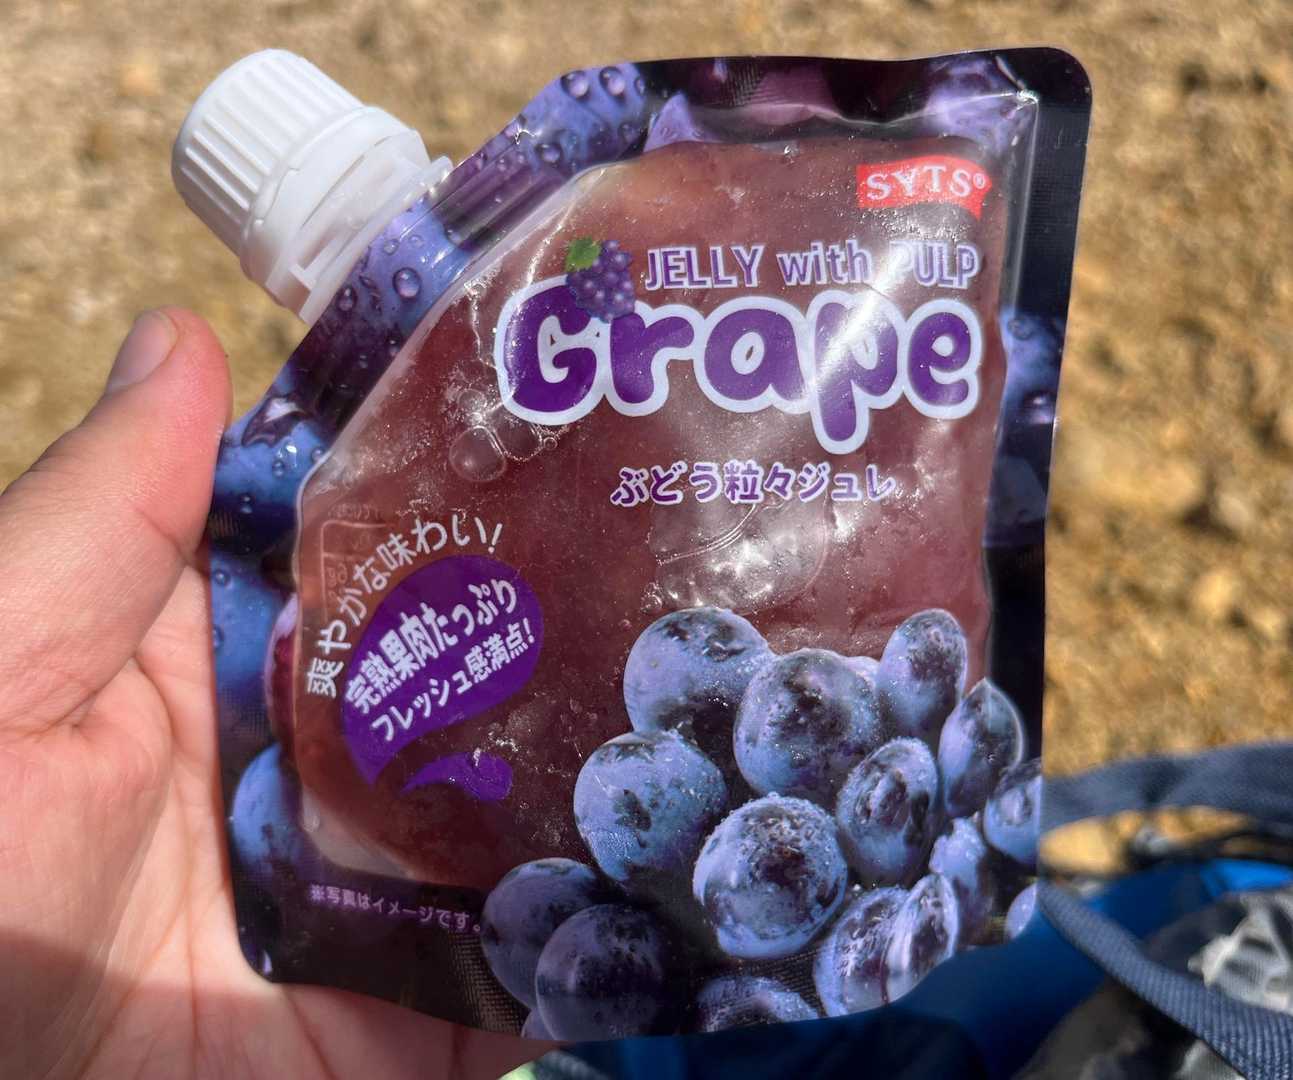 SYTS®
JELLY with PULP
Grape
ぶどう粒々ジュレ
爽やかな味わい!
完熟果肉たっぷり
フレッシュ感満点!
※写真はイメージです。